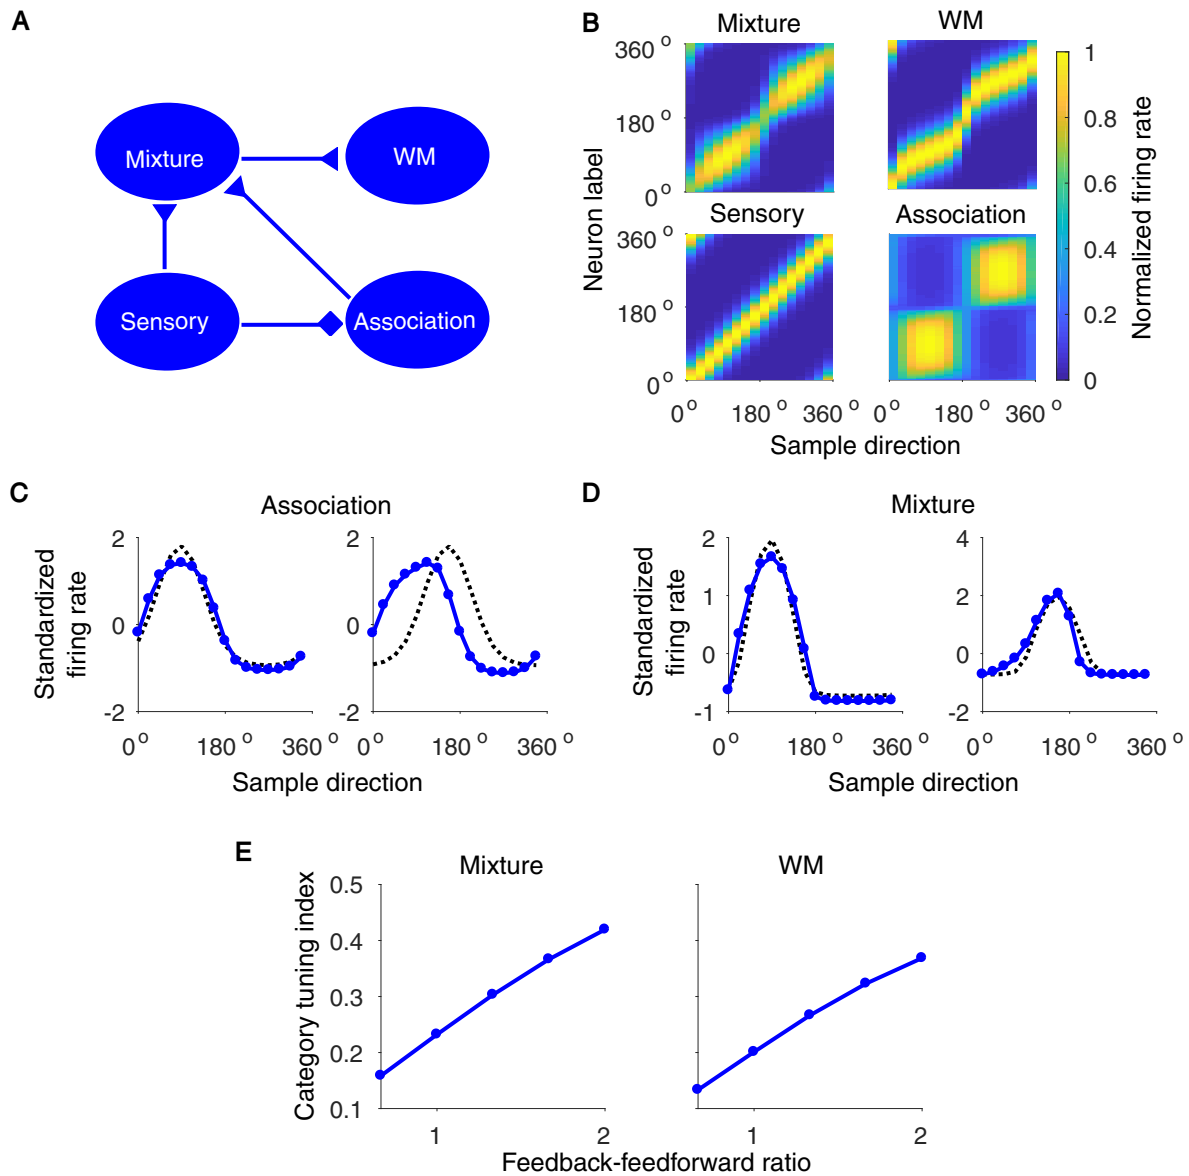 A
Mixture
WM
Sensory
Association
B
Mixture
WM
360 o
180 o
0 o
Neuron label
Sensory
Association
360 o
180 o
0 o
0 o 180 o 360 o
0 o 180 o 360 o
Sample direction
1
0.8
0.6
0.4
0.2
0
Normalized firing rate
C
Association
Standardized
firing rate
2
0
-2
2
0
-2
0 o 180 o 360 o
0 o 180 o 360 o
Sample direction
D
Mixture
Standardized
firing rate
2
1
0
-1
4
2
0
-2
0 o 180 o 360 o
0 o 180 o 360 o
Sample direction
E
Mixture
WM
Category tuning index
0.5
0.4
0.3
0.2
0.1
1 2
1 2
Feedback-feedforward ratio